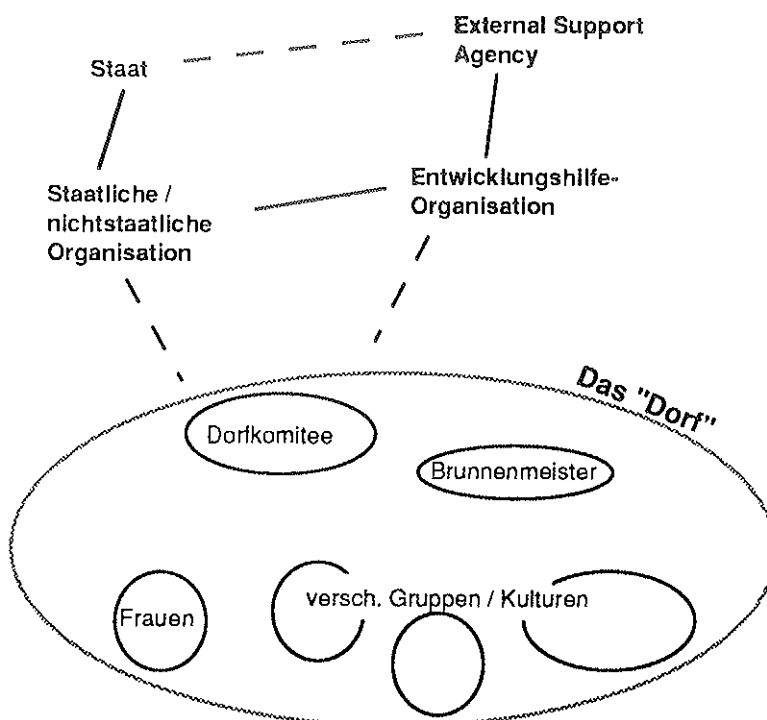 External Support
Agency
Staat
Entwicklungshilfe-
Organisation
Staatliche /
nichtstaatliche
Organisation
Das "Dorf"
Dorfkomitee
Brunnenmeister
versch. Gruppen / Kulturen
Frauen